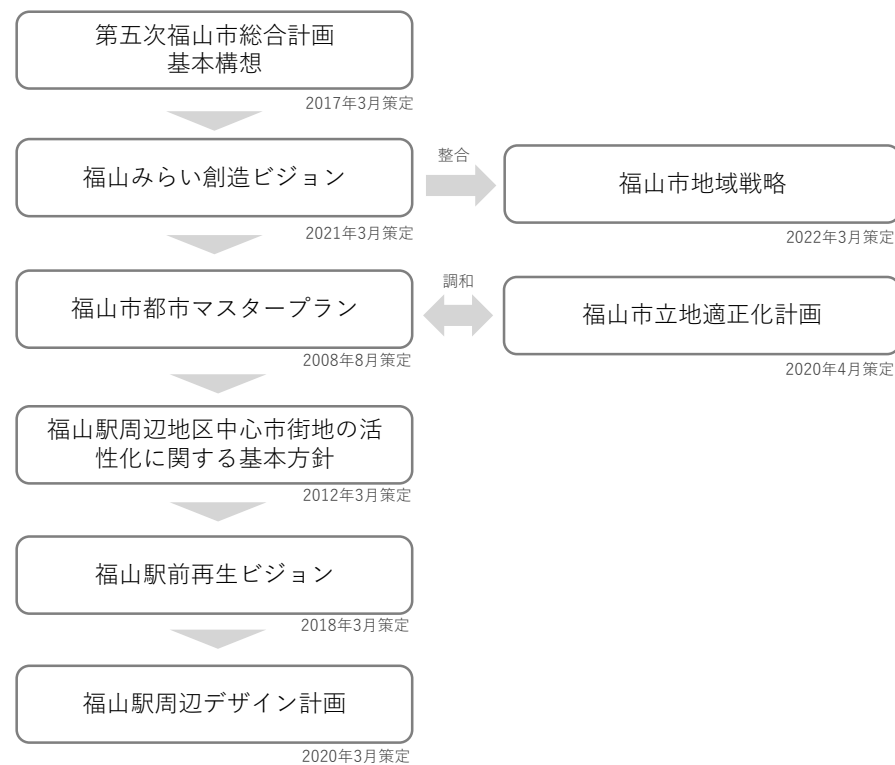 第五次福山市総合計画
基本構想
2017年3月策定
福山みらい創造ビジョン
整合
福山市地域戦略
2021年3月策定
2022年3月策定
福山市都市マスタープラン
調和
福山市立地適正化計画
2008年8月策定
2020年4月策定
福山駅周辺地区中心市街地の活
性化に関する基本方針
2012年3月策定
福山駅前再生ビジョン
2018年3月策定
福山駅周辺デザイン計画
2020年3月策定